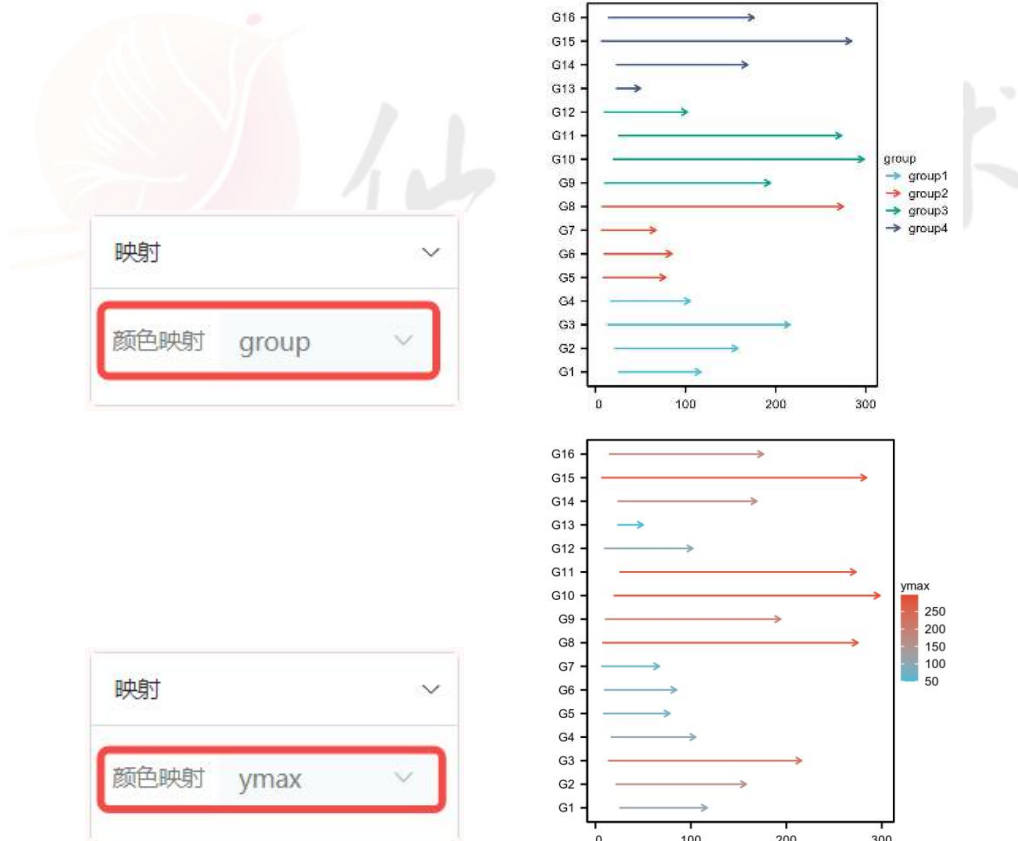 仙
术
映射
颜色映射 group
G16
G15
G14
G13
G12
G11
G10
G9
G8
G7
G6
G5
G4
G3
G2
G1
0 100 200 300
group
group1
group2
group3
group4
映射
颜色映射 ymax
G16
G15
G14
G13
G12
G11
G10
G9
G8
G7
G6
G5
G4
G3
G2
G1
0 100 200 300
ymax
250
200
150
100
50